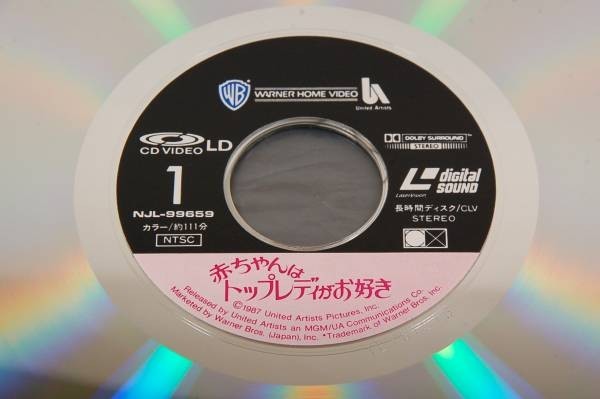 WB WARNER HOME VIDEO UA
United Artists
CD VIDEO LD
DOLBY SURROUND
STEREO
1
LaserVision
digital
SOUND
NJL-99659
長時間ディスク/CLV
STEREO
カラー/約111分
NTSC
赤ちゃんは
トップレディがお好き
©1987 United Artists Pictures, Inc.
Released by United Artists an MGM/UA Communications Co.
Marketed by Warner Bros. (Japan), Inc. *Trademark of Warner Bros. Inc.